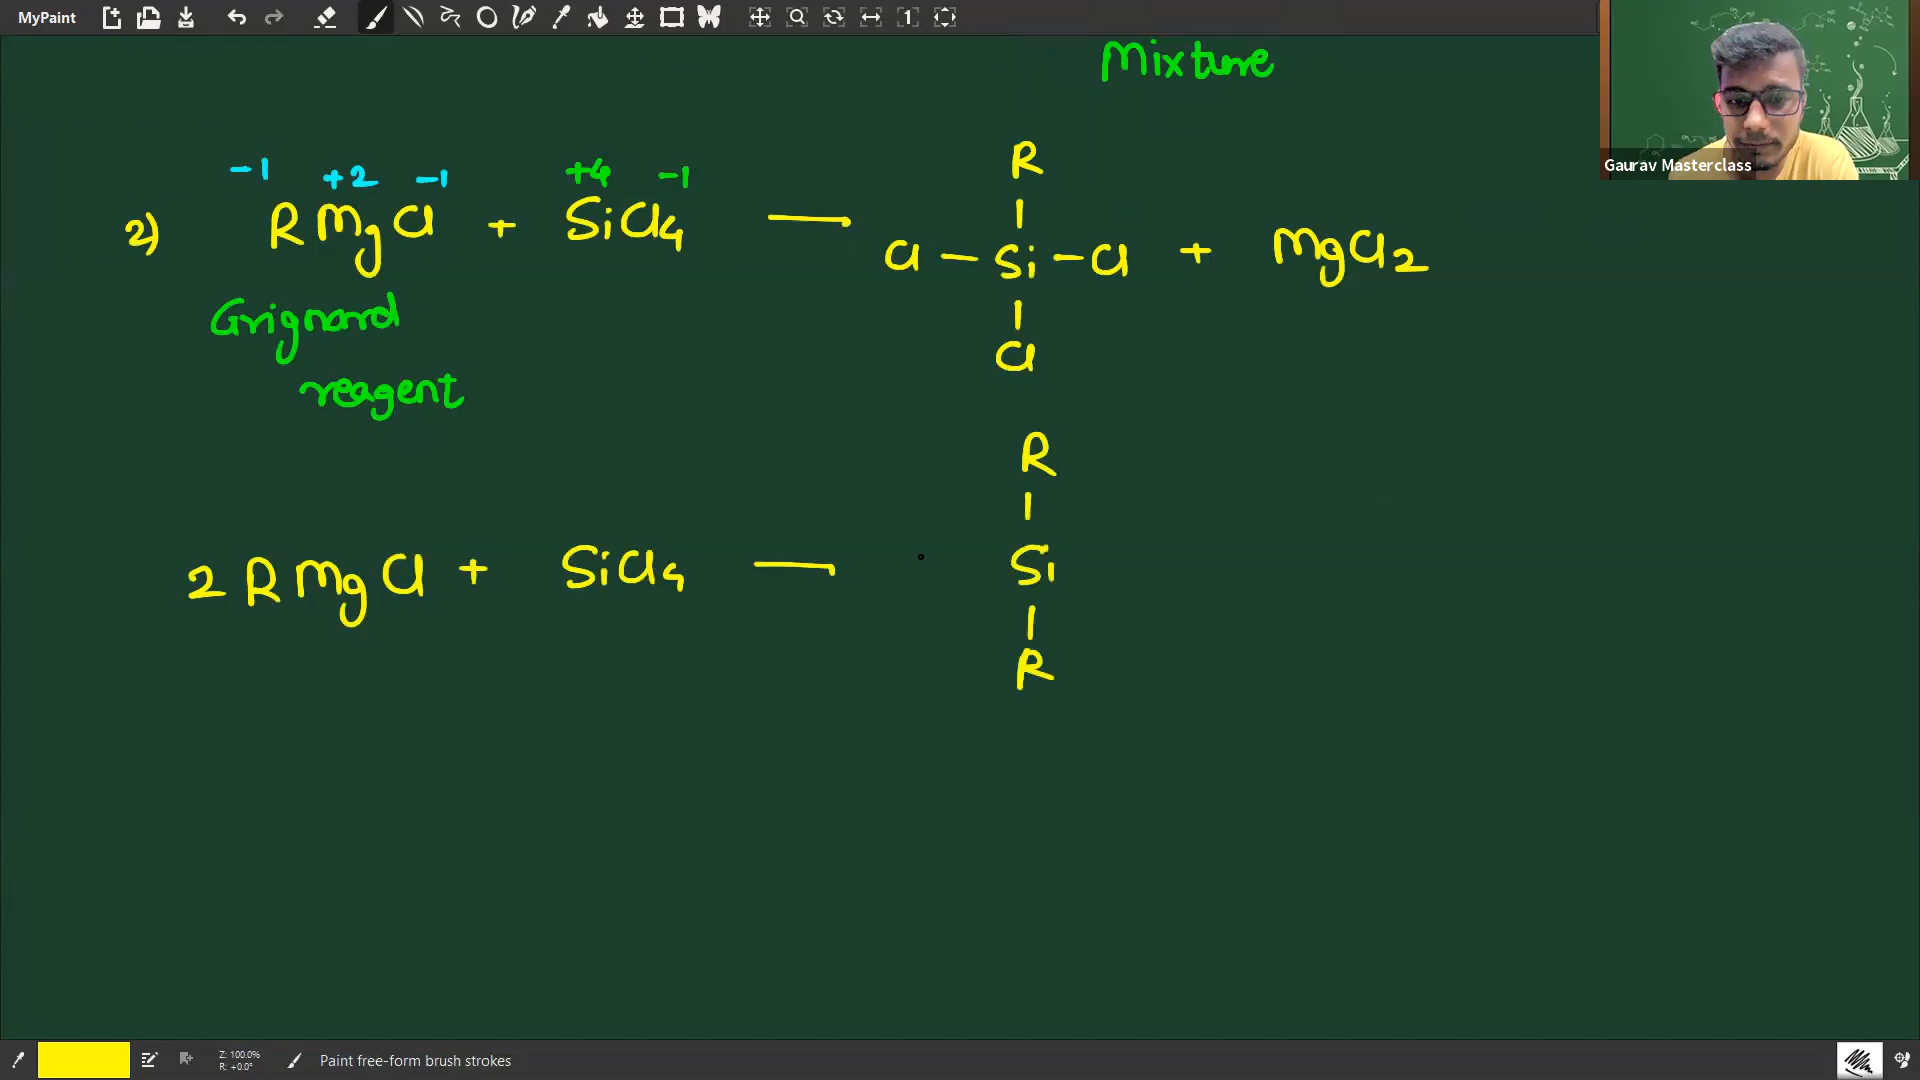 MyPaint
Mixture
Gaurav Masterclass
-1 +2 -1 +4 -1
R
|
2) RMgCl + SiCl4 — Cl — Si — Cl + MgCl2
|
Cl
Grignard
reagent
R
|
2 RMgCl + SiCl4 — Si
|
R
Z: 100.0%
R: +0.0°
Paint free-form brush strokes